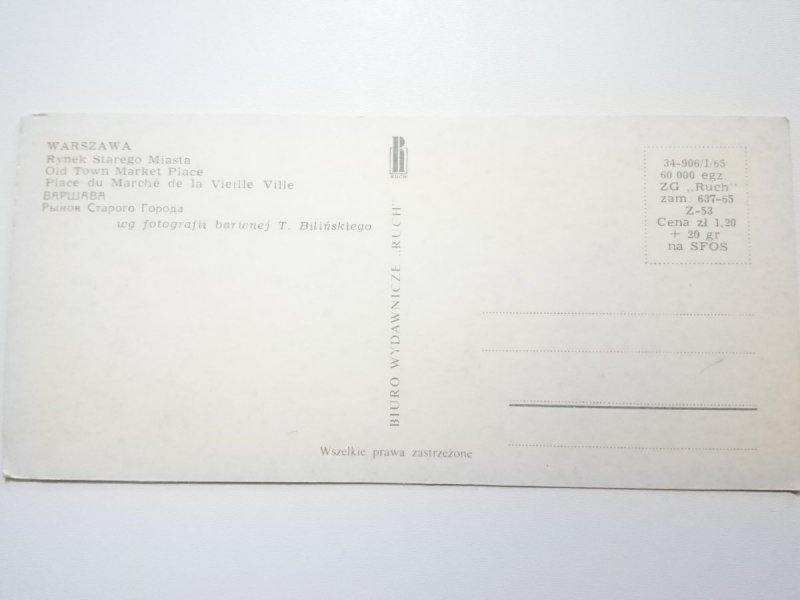 WARSZAWA
Rynek Starego Miasta
Old Town Market Place
Place du Marché de la Vieille Ville
ВАРШАВА
Рынок Старого Города
wg fotografii barwnej T. Bilińskiego
RUCH
BIURO WYDAWNICZE „RUCH"
34-906/I/65
60 000 egz.
ZG „Ruch"
zam. 637-65
Z-53
Cena zł 1,20
+ 20 gr
na SFOS
Wszelkie prawa zastrzeżone